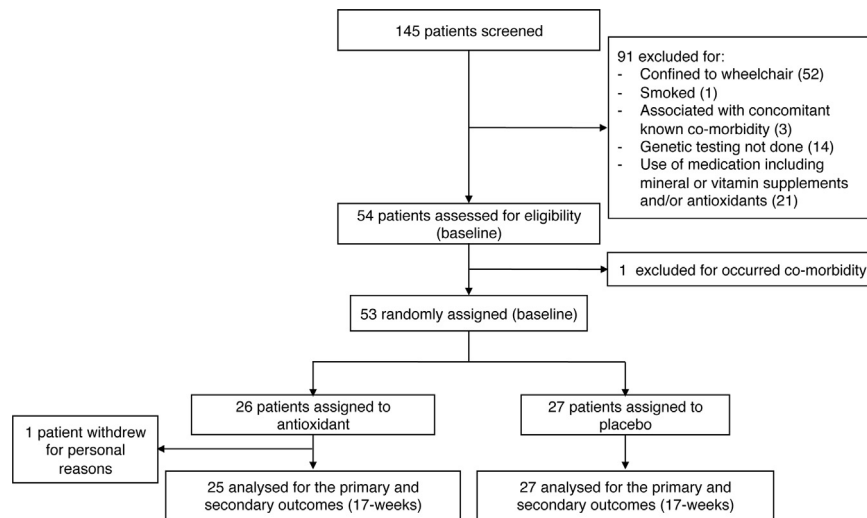 145 patients screened
91 excluded for:
- Confined to wheelchair (52)
- Smoked (1)
- Associated with concomitant
known co-morbidity (3)
- Genetic testing not done (14)
- Use of medication including
mineral or vitamin supplements
and/or antioxidants (21)
54 patients assessed for eligibility
(baseline)
1 excluded for occurred co-morbidity
53 randomly assigned (baseline)
26 patients assigned to
antioxidant
27 patients assigned to
placebo
1 patient withdrew
for personal
reasons
25 analysed for the primary and
secondary outcomes (17-weeks)
27 analysed for the primary and
secondary outcomes (17-weeks)